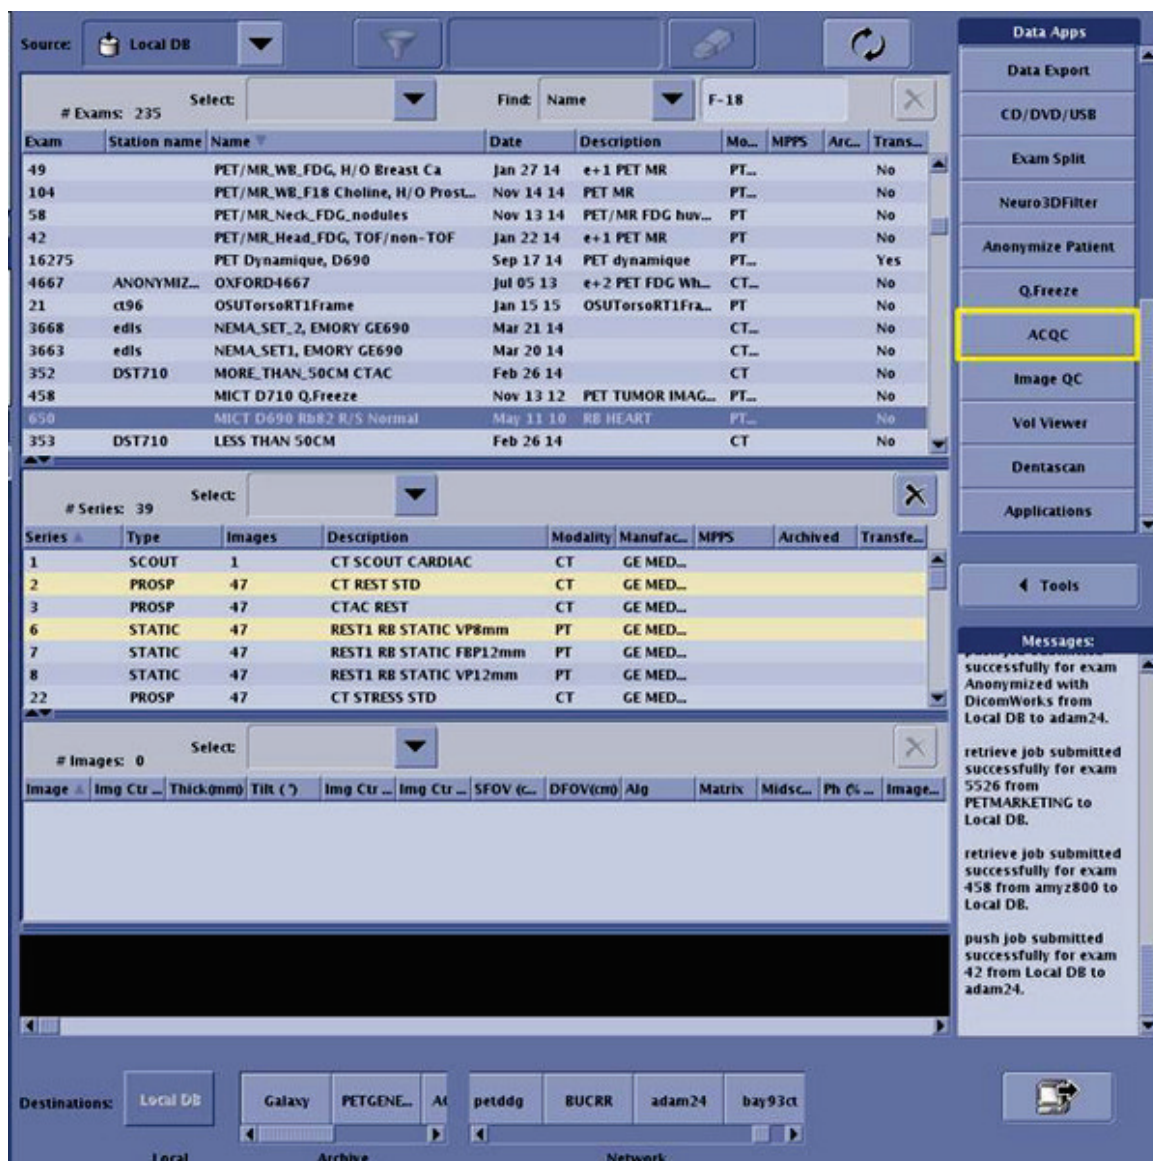 Source: Local DB
# Exams: 235 Select: Find: Name F-18
Exam Station name Name Date Description Mo... MPPS Arc... Trans...
49 PET/MR_WB_FDG, H/O Breast Ca Jan 27 14 e+1 PET MR PT... No
104 PET/MR_WB_F18 Choline, H/O Prost... Nov 14 14 PET MR PT... No
58 PET/MR_Neck_FDG_nodules Nov 13 14 PET/MR FDG huv... PT No
42 PET/MR_Head_FDG, TOF/non-TOF Jan 22 14 e+1 PET MR PT No
16275 PET Dynamique, D690 Sep 17 14 PET dynamique PT... Yes
4667 ANONYMIZ... OXFORD4667 Jul 05 13 e+2 PET FDG Wh... CT... No
21 ct96 OSUTorsoRT1Frame Jan 15 15 OSUTorsoRT1Fra... PT No
3668 edls NEMA_SET_2, EMORY GE690 Mar 21 14 CT... No
3663 edls NEMA_SET1, EMORY GE690 Mar 20 14 CT... No
352 DST710 MORE_THAN_50CM CTAC Feb 26 14 CT No
458 MICT D710 Q.Freeze Nov 13 12 PET TUMOR IMAG... PT... No
650 MICT D690 Rb82 R/S Normal May 11 10 RB HEART PT... No
353 DST710 LESS THAN 50CM Feb 26 14 CT No
# Series: 39 Select:
Series Type Images Description Modality Manufac... MPPS Archived Transfe...
1 SCOUT 1 CT SCOUT CARDIAC CT GE MED...
2 PROSP 47 CT REST STD CT GE MED...
3 PROSP 47 CTAC REST CT GE MED...
6 STATIC 47 REST1 RB STATIC VP8mm PT GE MED...
7 STATIC 47 REST1 RB STATIC FBP12mm PT GE MED...
8 STATIC 47 REST1 RB STATIC VP12mm PT GE MED...
22 PROSP 47 CT STRESS STD CT GE MED...
# Images: 0 Select:
Image Img Ctr ... Thick(mm) Tilt (°) Img Ctr ... Img Ctr ... SFOV (c... DFOV(cm) Alg Matrix Midsc... Ph (% ... Image...
Destinations: Local DB Galaxy PETGENE... petddg BUCRR adam24 bay93ct
Local Archive Network
Data Apps
Data Export
CD/DVD/USB
Exam Split
Neuro3DFilter
Anonymize Patient
Q.Freeze
ACQC
Image QC
Vol Viewer
Dentascan
Applications
Tools
Messages:
successfully for exam
Anonymized with
DicomWorks from
Local DB to adam24.
retrieve job submitted
successfully for exam
5526 from
PETMARKETING to
Local DB.
retrieve job submitted
successfully for exam
458 from amyz800 to
Local DB.
push job submitted
successfully for exam
42 from Local DB to
adam24.